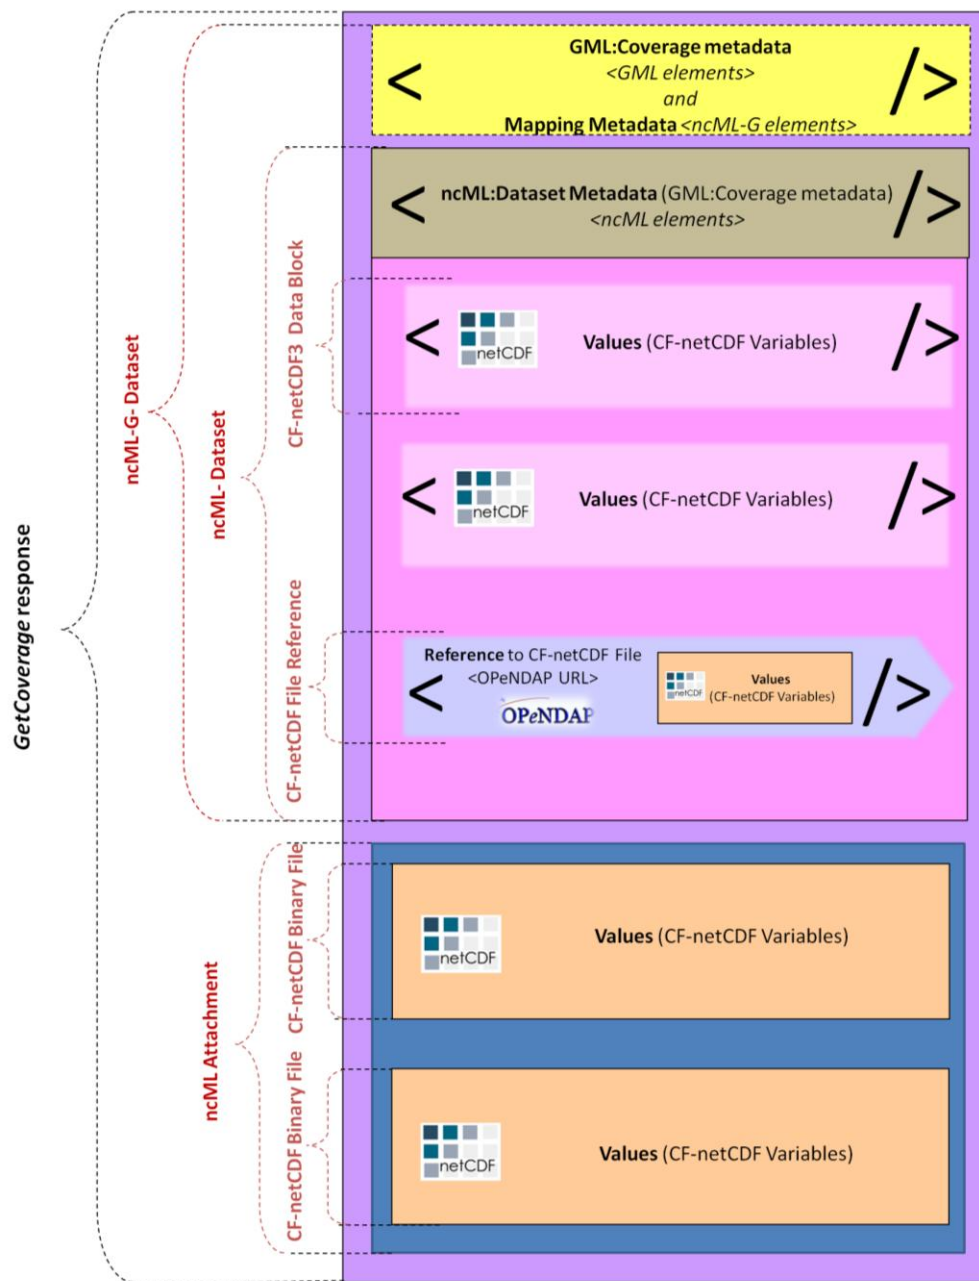 GML:Coverage metadata
<GML elements>
and
Mapping Metadata <ncML-G elements>
< />
ncML:Dataset Metadata (GML:Coverage metadata)
<ncML elements>
< />
CF-netCDF3 Data Block
netCDF
Values (CF-netCDF Variables)
< />
ncML-G- Dataset
ncML- Dataset
netCDF
Values (CF-netCDF Variables)
< />
GetCoverage response
CF-netCDF File Reference
Reference to CF-netCDF File
<OPeNDAP URL>
OPeNDAP
netCDF
Values
(CF-netCDF Variables)
< />
ncML Attachment
CF-netCDF Binary File
netCDF
Values (CF-netCDF Variables)
CF-netCDF Binary File
netCDF
Values (CF-netCDF Variables)